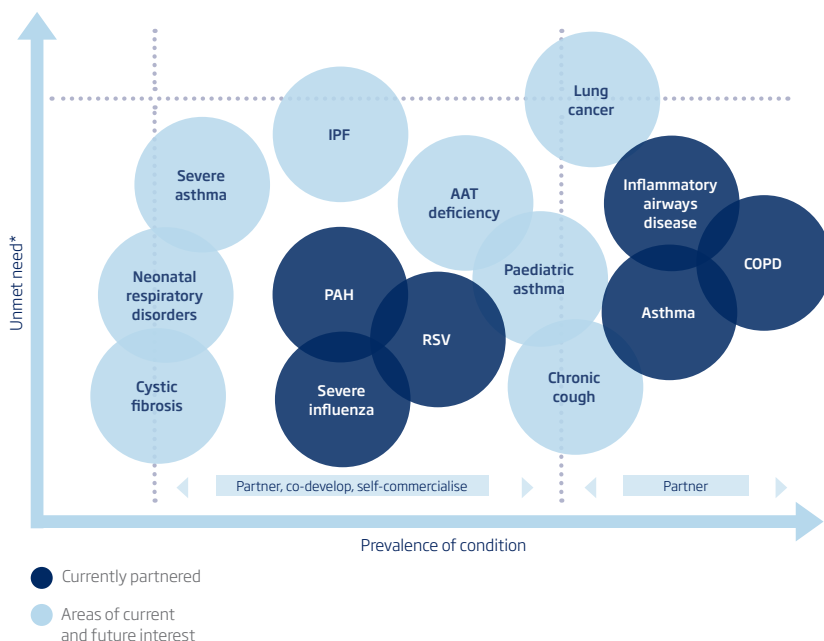 Unmet need*
Lung
cancer
IPF
Severe
asthma
AAT
deficiency
Inflammatory
airways
disease
COPD
Neonatal
respiratory
disorders
PAH
Paediatric
asthma
Asthma
RSV
Cystic
fibrosis
Severe
influenza
Chronic
cough
Partner, co-develop, self-commercialise
Partner
Prevalence of condition
Currently partnered
Areas of current
and future interest